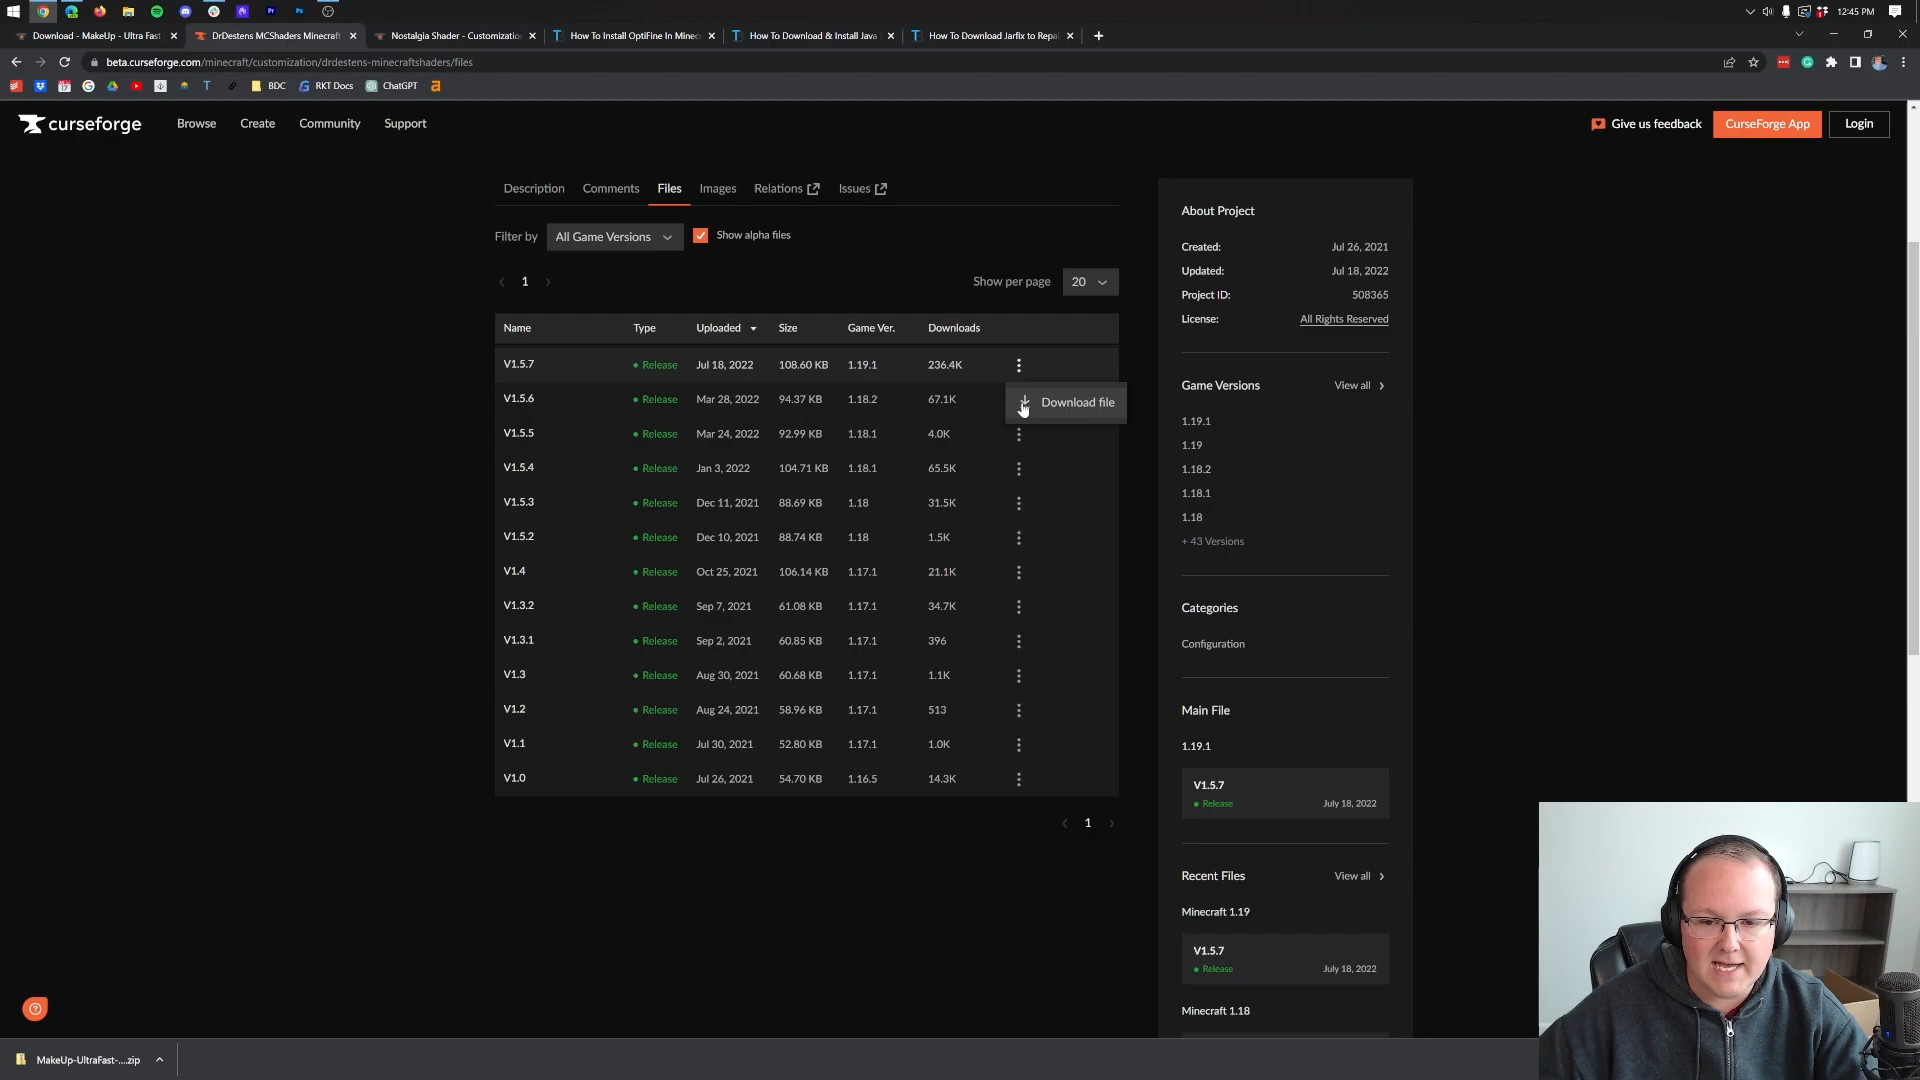 12:45 PM
Download - MakeUp - Ultra Fast
DrDestens MCShaders Minecraft
Nostalgia Shader - Customization
How To Install OptiFine In Minec
How To Download & Install Java
How To Download Jarfix to Repai
beta.curseforge.com/minecraft/customization/drdestens-minecraftshaders/files
BDC
RKT Docs
ChatGPT
curseforge
Browse
Create
Community
Support
Give us feedback
CurseForge App
Login
Description
Comments
Files
Images
Relations
Issues
Filter by
All Game Versions
Show alpha files
1
Show per page
20
Name Type Uploaded Size Game Ver. Downloads
V1.5.7 Release Jul 18, 2022 108.60 KB 1.19.1 236.4K
V1.5.6 Release Mar 28, 2022 94.37 KB 1.18.2 67.1K
Download file
V1.5.5 Release Mar 24, 2022 92.99 KB 1.18.1 4.0K
V1.5.4 Release Jan 3, 2022 104.71 KB 1.18.1 65.5K
V1.5.3 Release Dec 11, 2021 88.69 KB 1.18 31.5K
V1.5.2 Release Dec 10, 2021 88.74 KB 1.18 1.5K
V1.4 Release Oct 25, 2021 106.14 KB 1.17.1 21.1K
V1.3.2 Release Sep 7, 2021 61.08 KB 1.17.1 34.7K
V1.3.1 Release Sep 2, 2021 60.85 KB 1.17.1 396
V1.3 Release Aug 30, 2021 60.68 KB 1.17.1 1.1K
V1.2 Release Aug 24, 2021 58.96 KB 1.17.1 513
V1.1 Release Jul 30, 2021 52.80 KB 1.17.1 1.0K
V1.0 Release Jul 26, 2021 54.70 KB 1.16.5 14.3K
1
About Project
Created: Jul 26, 2021
Updated: Jul 18, 2022
Project ID: 508365
License: All Rights Reserved
Game Versions View all
1.19.1
1.19
1.18.2
1.18.1
1.18
+ 43 Versions
Categories
Configuration
Main File
1.19.1
V1.5.7
Release July 18, 2022
Recent Files View all
Minecraft 1.19
V1.5.7
Release July 18, 2022
Minecraft 1.18
MakeUp-UltraFast-....zip